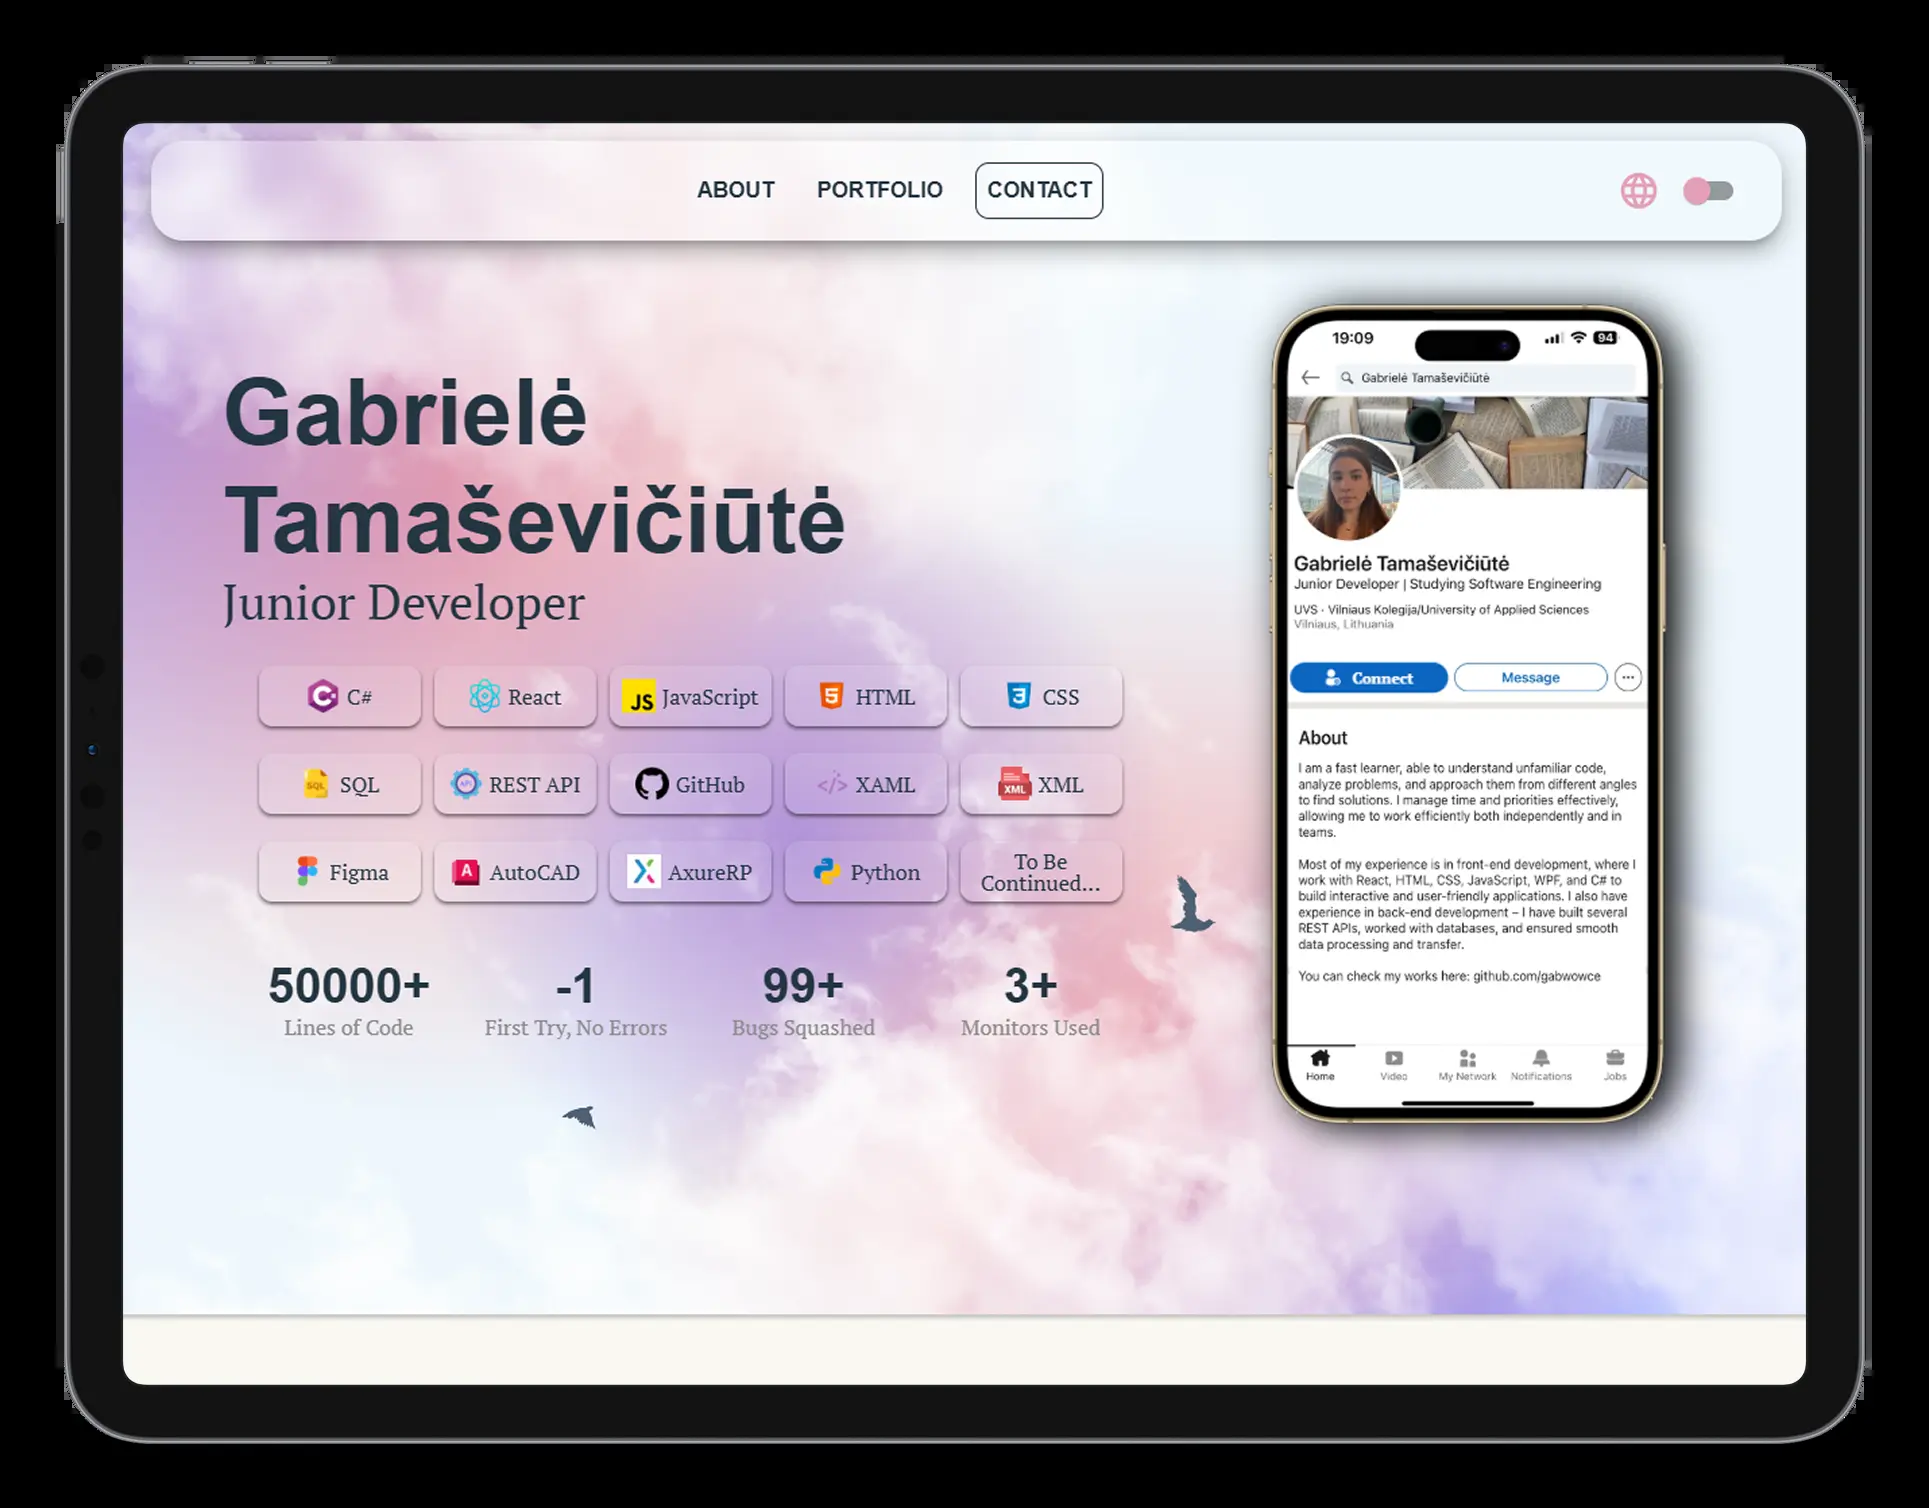 ABOUT PORTFOLIO CONTACT
Gabrielė
Tamaševičiūtė
Junior Developer
C# React JS JavaScript 5 HTML 3 CSS
SQL SQL API REST API GitHub </> XAML XML XML
Figma A AutoCAD AxureRP Python To Be
Continued...
50000+ -1 99+ 3+
Lines of Code First Try, No Errors Bugs Squashed Monitors Used
19:09 94
Gabrielė Tamaševičiūtė
Gabrielė Tamaševičiūtė
Junior Developer | Studying Software Engineering
UVS · Vilniaus Kolegija/University of Applied Sciences
Vilniaus, Lithuania
Connect Message
About
I am a fast learner, able to understand unfamiliar code,
analyze problems, and approach them from different angles
to find solutions. I manage time and priorities effectively,
allowing me to work efficiently both independently and in
teams.
Most of my experience is in front-end development, where I
work with React, HTML, CSS, JavaScript, WPF, and C# to
build interactive and user-friendly applications. I also have
experience in back-end development – I have built several
REST APIs, worked with databases, and ensured smooth
data processing and transfer.
You can check my works here: github.com/gabwowce
Home Video My Network Notifications Jobs